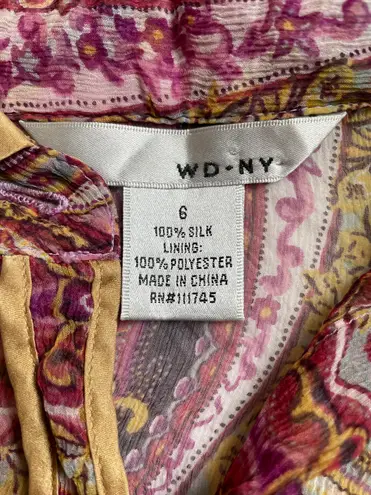 WD·NY
6
100% SILK
LINING:
100% POLYESTER
MADE IN CHINA
RN#111745